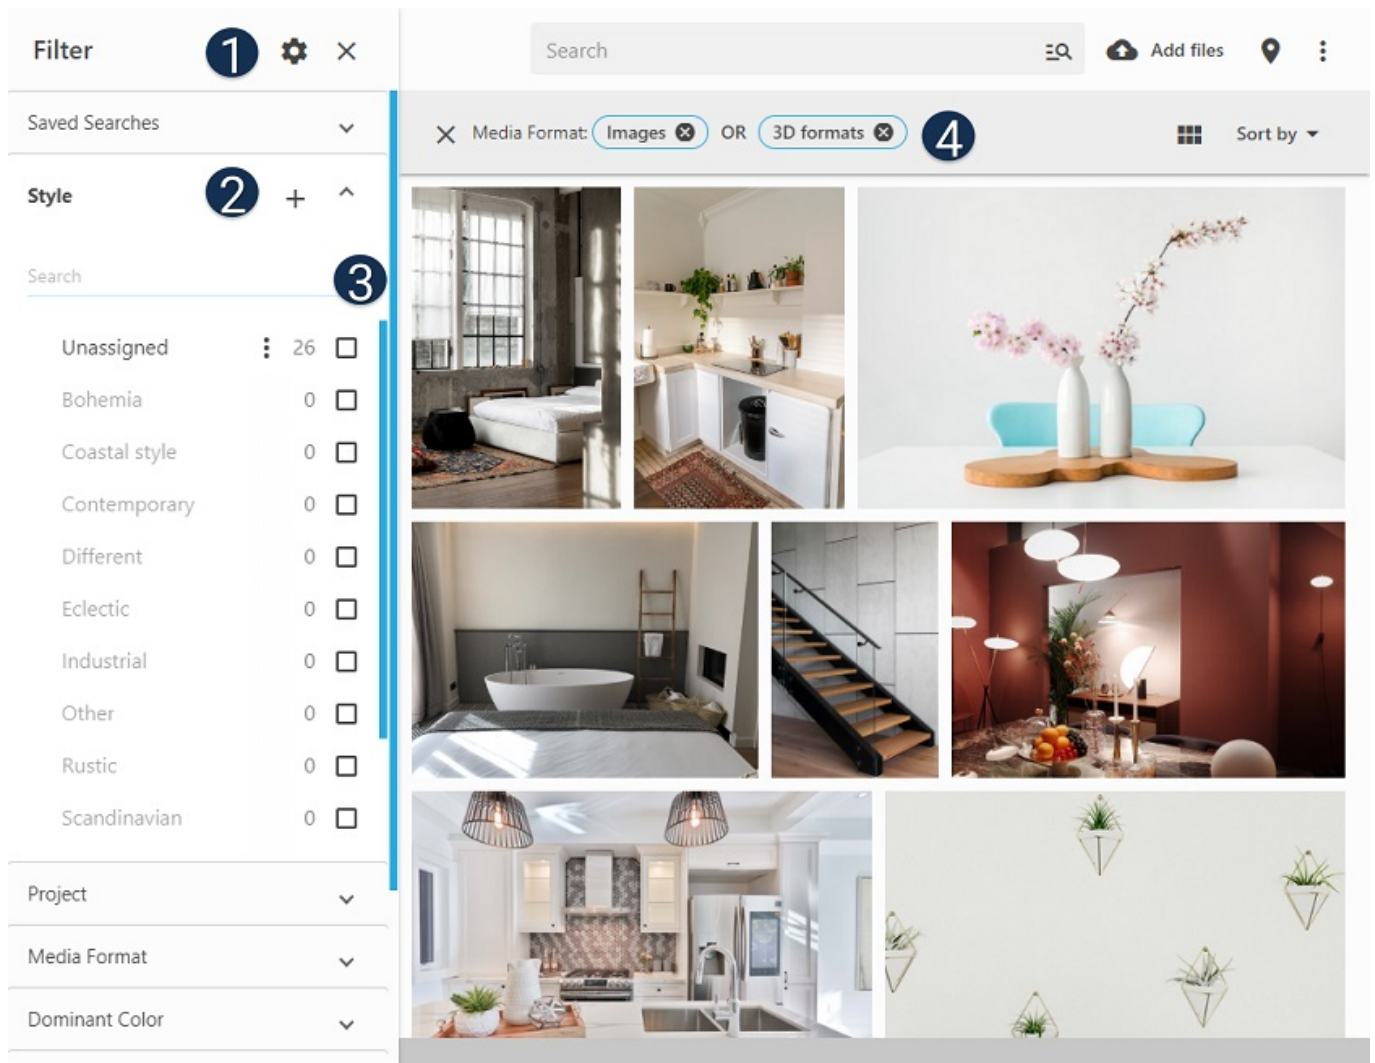 Filter
1
Search
Add files
Saved Searches
Media Format: Images OR 3D formats
4
Sort by
Style
2
Search
3
Unassigned 26
Bohemia 0
Coastal style 0
Contemporary 0
Different 0
Eclectic 0
Industrial 0
Other 0
Rustic 0
Scandinavian 0
Project
Media Format
Dominant Color